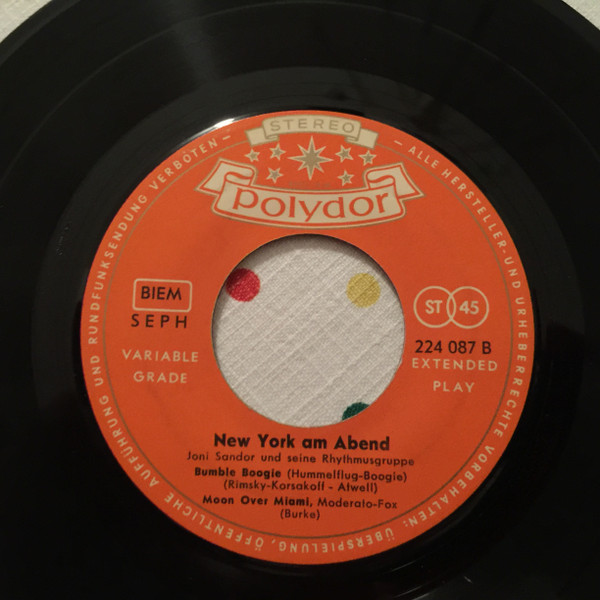 STEREO
polydor
BIEM
SEPH
VARIABLE
GRADE
ST 45
224 087 B
EXTENDED
PLAY
New York am Abend
Joni Sandor und seine Rhythmusgruppe
Bumble Boogie (Hummelflug-Boogie)
(Rimsky-Korsakoff - Atwell)
Moon Over Miami, Moderato-Fox
(Burke)
– ALLE HERSTELLER- UND URHEBERRECHTE VORBEHALTEN: ÜBERSPIELUNG, ÖFFENTLICHE AUFFÜHRUNG UND RUNDFUNKSENDUNG VERBOTEN –